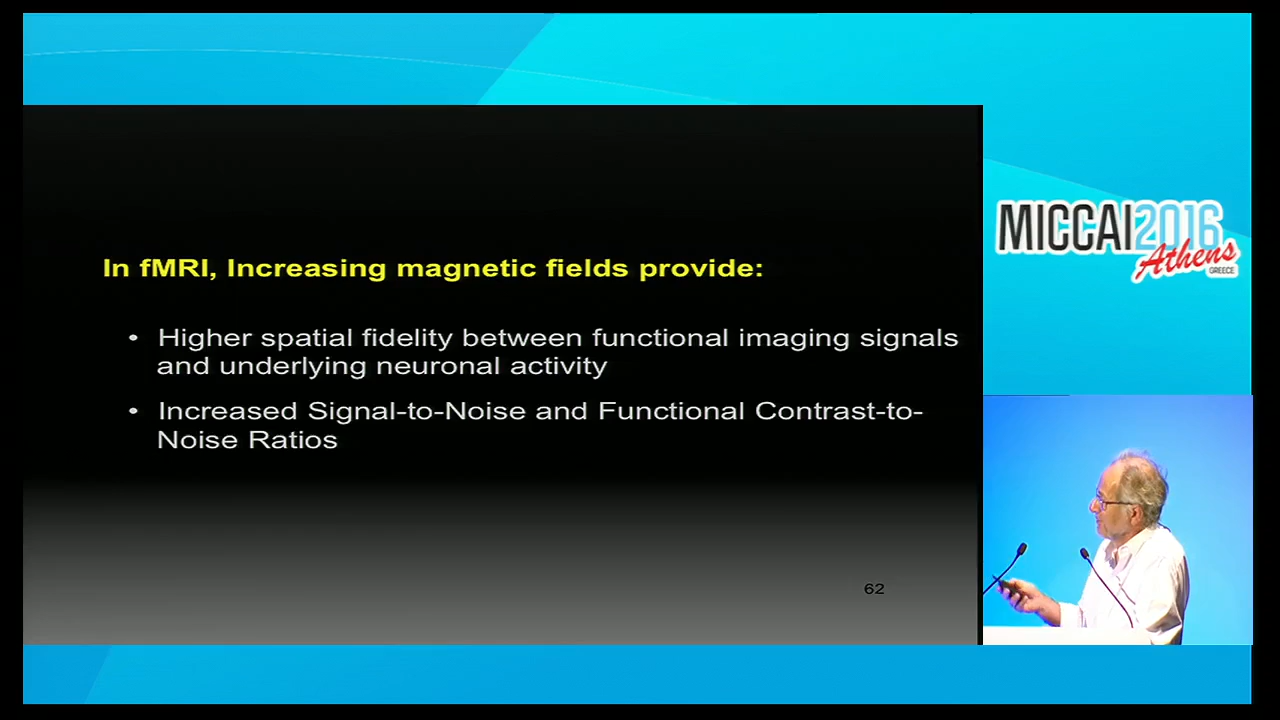 In fMRI, Increasing magnetic fields provide:
• Higher spatial fidelity between functional imaging signals
and underlying neuronal activity
• Increased Signal-to-Noise and Functional Contrast-to-
Noise Ratios
62
MICCAI2016
Athens
GREECE